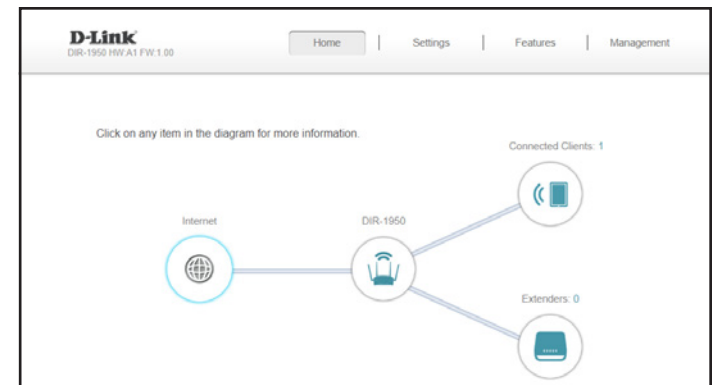 D-Link
DIR-1950 HW:A1 FW:1.00
Home | Settings | Features | Management
Click on any item in the diagram for more information.
Connected Clients: 1
Internet
DIR-1950
Extenders: 0